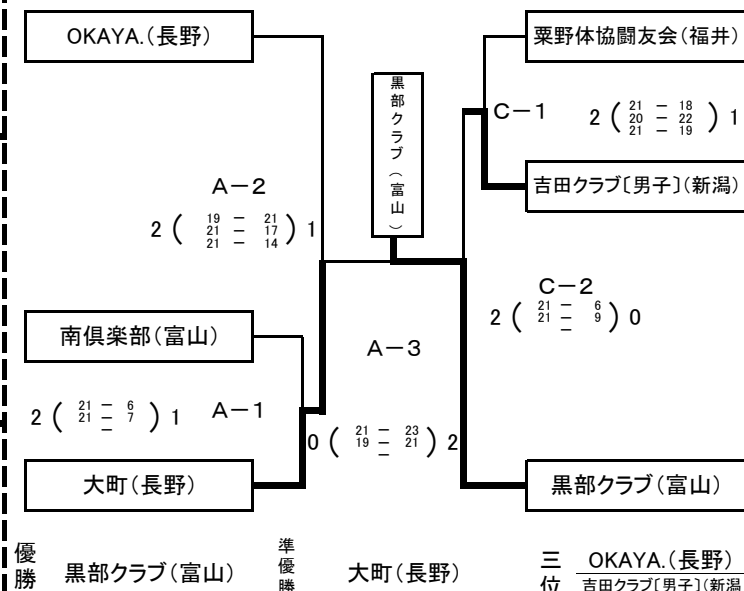 OKAYA.(長野)
粟野体協闘友会(福井)
黒部クラブ(富山)
C-1
2 ( 21 - 18 ) 1
20 - 22
21 - 19
吉田クラブ〔男子〕(新潟)
A-2
2 ( 19 - 21 ) 1
21 - 17
21 - 14
C-2
2 ( 21 - 6 ) 0
21 - 9
-
南倶楽部(富山)
A-3
2 ( 21 - 6 ) 1
21 - 7
-
A-1
0 ( 21 - 23 ) 2
19 - 21
-
大町(長野)
黒部クラブ(富山)
優勝 黒部クラブ(富山)
準優勝 大町(長野)
三位 OKAYA.(長野)
吉田クラブ〔男子〕(新潟